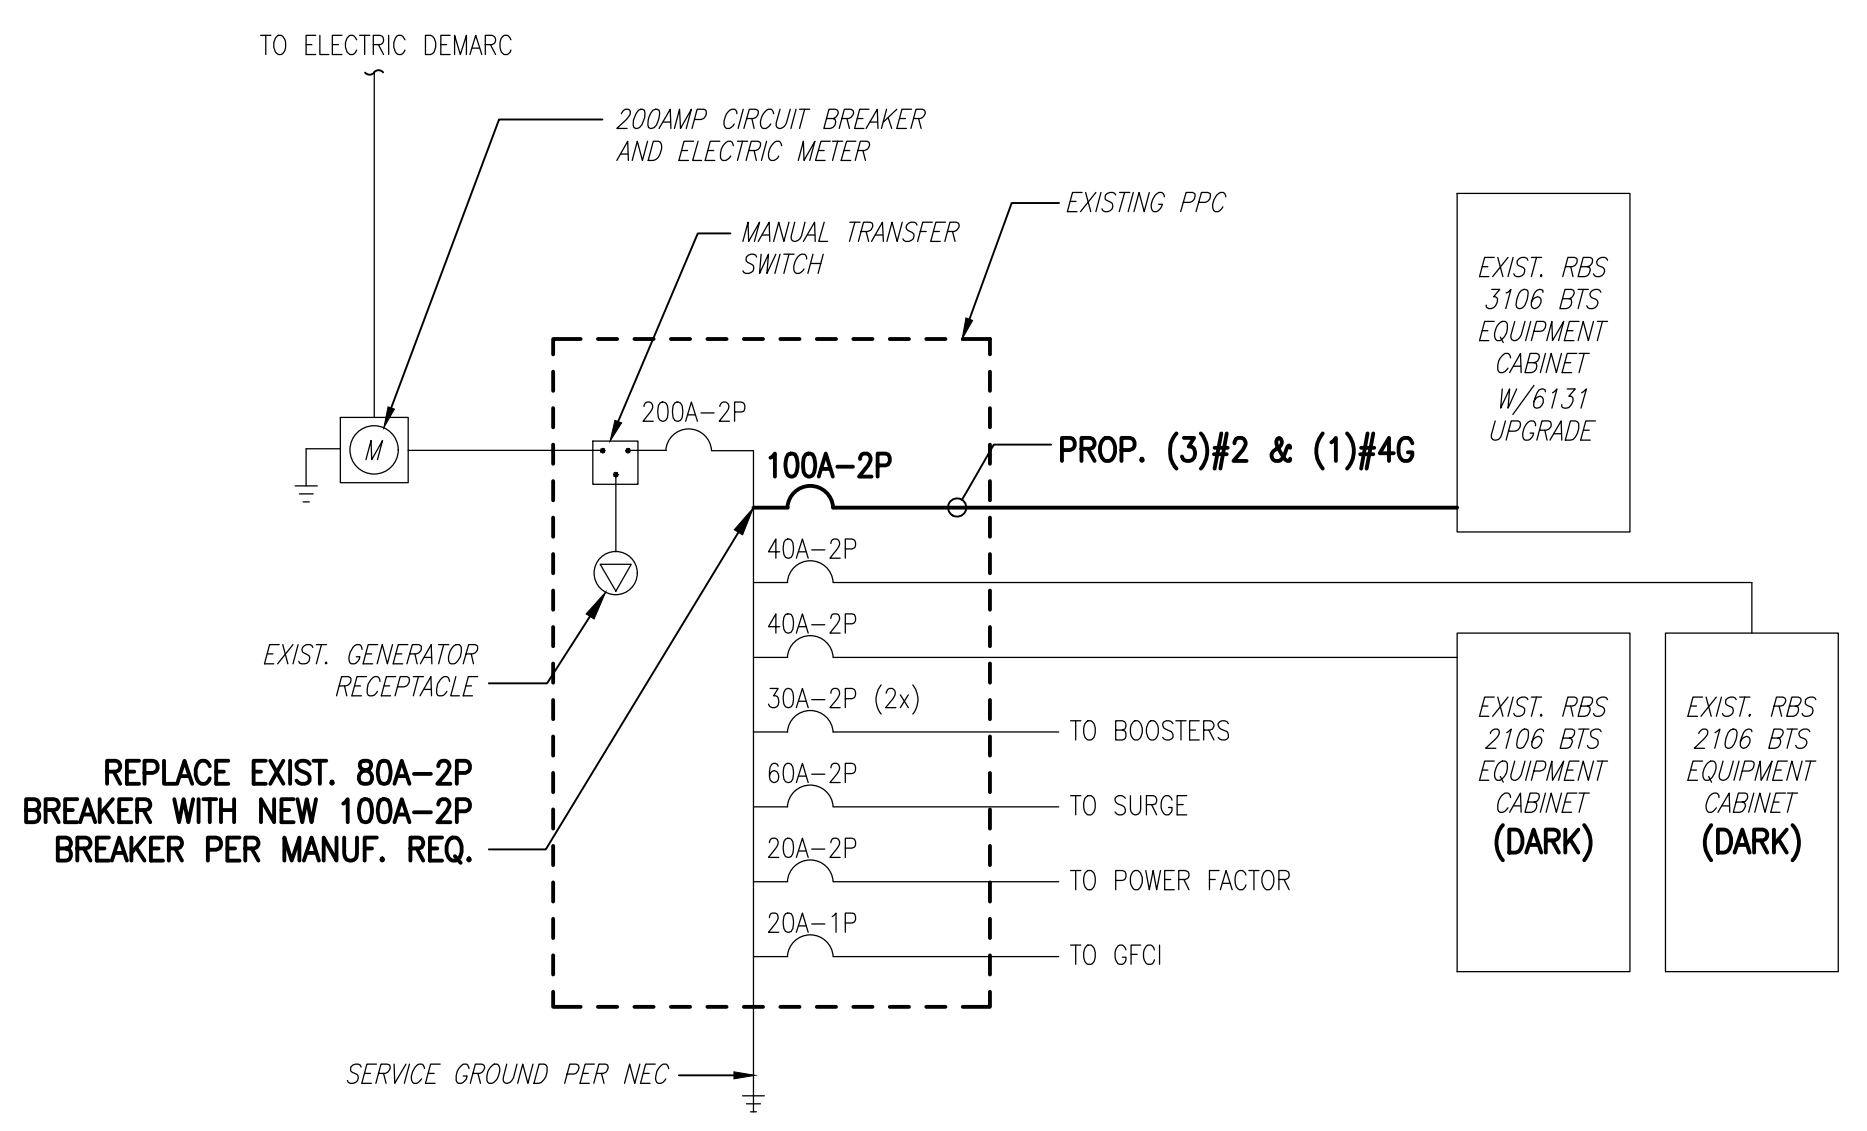 TO ELECTRIC DEMARC
200AMP CIRCUIT BREAKER
AND ELECTRIC METER
EXISTING PPC
MANUAL TRANSFER
SWITCH
EXIST. RBS
3106 BTS
EQUIPMENT
CABINET
W/6131
UPGRADE
200A-2P
M
100A-2P
PROP. (3)#2 & (1)#4G
40A-2P
40A-2P
EXIST. GENERATOR
RECEPTACLE
30A-2P (2x)
TO BOOSTERS
EXIST. RBS
2106 BTS
EQUIPMENT
CABINET
(DARK)
EXIST. RBS
2106 BTS
EQUIPMENT
CABINET
(DARK)
REPLACE EXIST. 80A-2P
BREAKER WITH NEW 100A-2P
BREAKER PER MANUF. REQ.
60A-2P
TO SURGE
20A-2P
TO POWER FACTOR
20A-1P
TO GFCI
SERVICE GROUND PER NEC